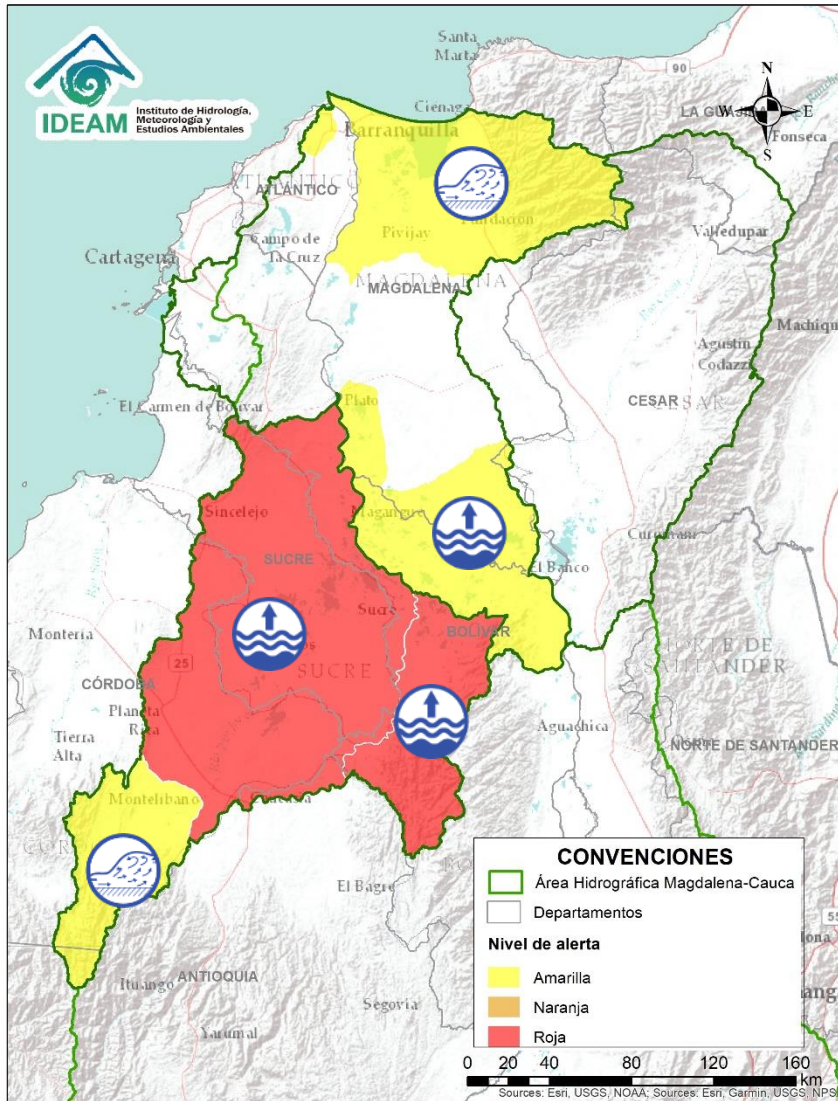 IDEAM
Instituto de Hidrología,
Meteorología y
Estudios Ambientales
Santa
Marta
90
N
W
E
S
LA GUAJ
Fonseca
Ciénaga
Barranquilla
ATLÁNTICO
Fundación
Pivijay
Valledupar
Campo de
la Cruz
Cartagena
MAGDALENA
MAGDALENA
Machiqu
Agustín
Codazzi
CESAR
CESAR
El Carmen de Bolívar
Plato
Sincelejo
Magangué
Curumaní
SUCRE
El Banco
Sucre
BOLÍVAR
Montería
25
SUCRE
NORTE DE
SANTANDER
CÓRDOBA
Planeta
Rica
Tierra
Alta
Aguachica
NORTE DE SANTANDER
Montelíbano
El Bagre
Ituango
ANTIOQUIA
Segovia
Yarumal
CONVENCIONES
Área Hidrográfica Magdalena-Cauca
Departamentos
Nivel de alerta
Amarilla
Naranja
Roja
55
0 20 40 80 120 160
km
Sources: Esri, USGS, NOAA; Sources: Esri, Garmin, USGS, NPS